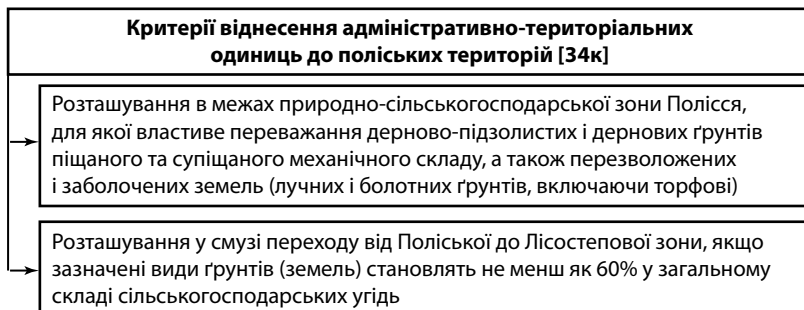 Критерії віднесення адміністративно-територіальних
одиниць до поліських територій [34к]
Розташування в межах природно-сільськогосподарської зони Полісся,
для якої властиве переважання дерново-підзолистих і дернових ґрунтів
піщаного та супіщаного механічного складу, а також перезволожених
і заболочених земель (лучних і болотних ґрунтів, включаючи торфові)
Розташування у смузі переходу від Поліської до Лісостепової зони, якщо
зазначені види ґрунтів (земель) становлять не менш як 60% у загальному
складі сільськогосподарських угідь